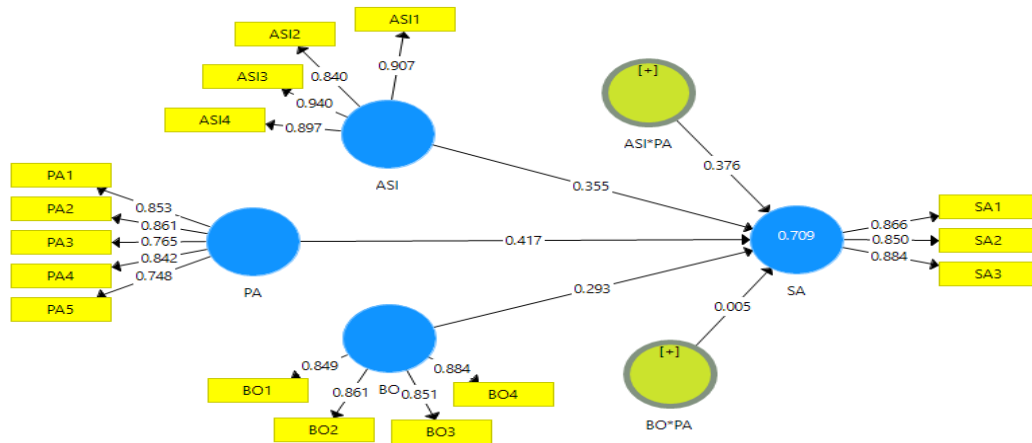 ASI1
ASI2
ASI3
ASI4
0.907
0.840
0.940
0.897
ASI
[+]
ASI*PA
0.376
0.355
PA1
PA2
PA3
PA4
PA5
0.853
0.861
0.765
0.842
0.748
PA
0.417
0.709
SA
0.866
0.850
0.884
SA1
SA2
SA3
0.293
0.005
[+]
BO*PA
BO
0.849
0.861
0.851
0.884
BO1
BO2
BO3
BO4